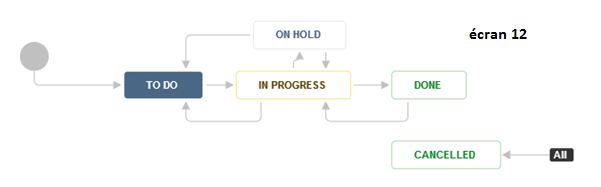 ON HOLD
écran 12
TO DO
IN PROGRESS
DONE
CANCELLED
All